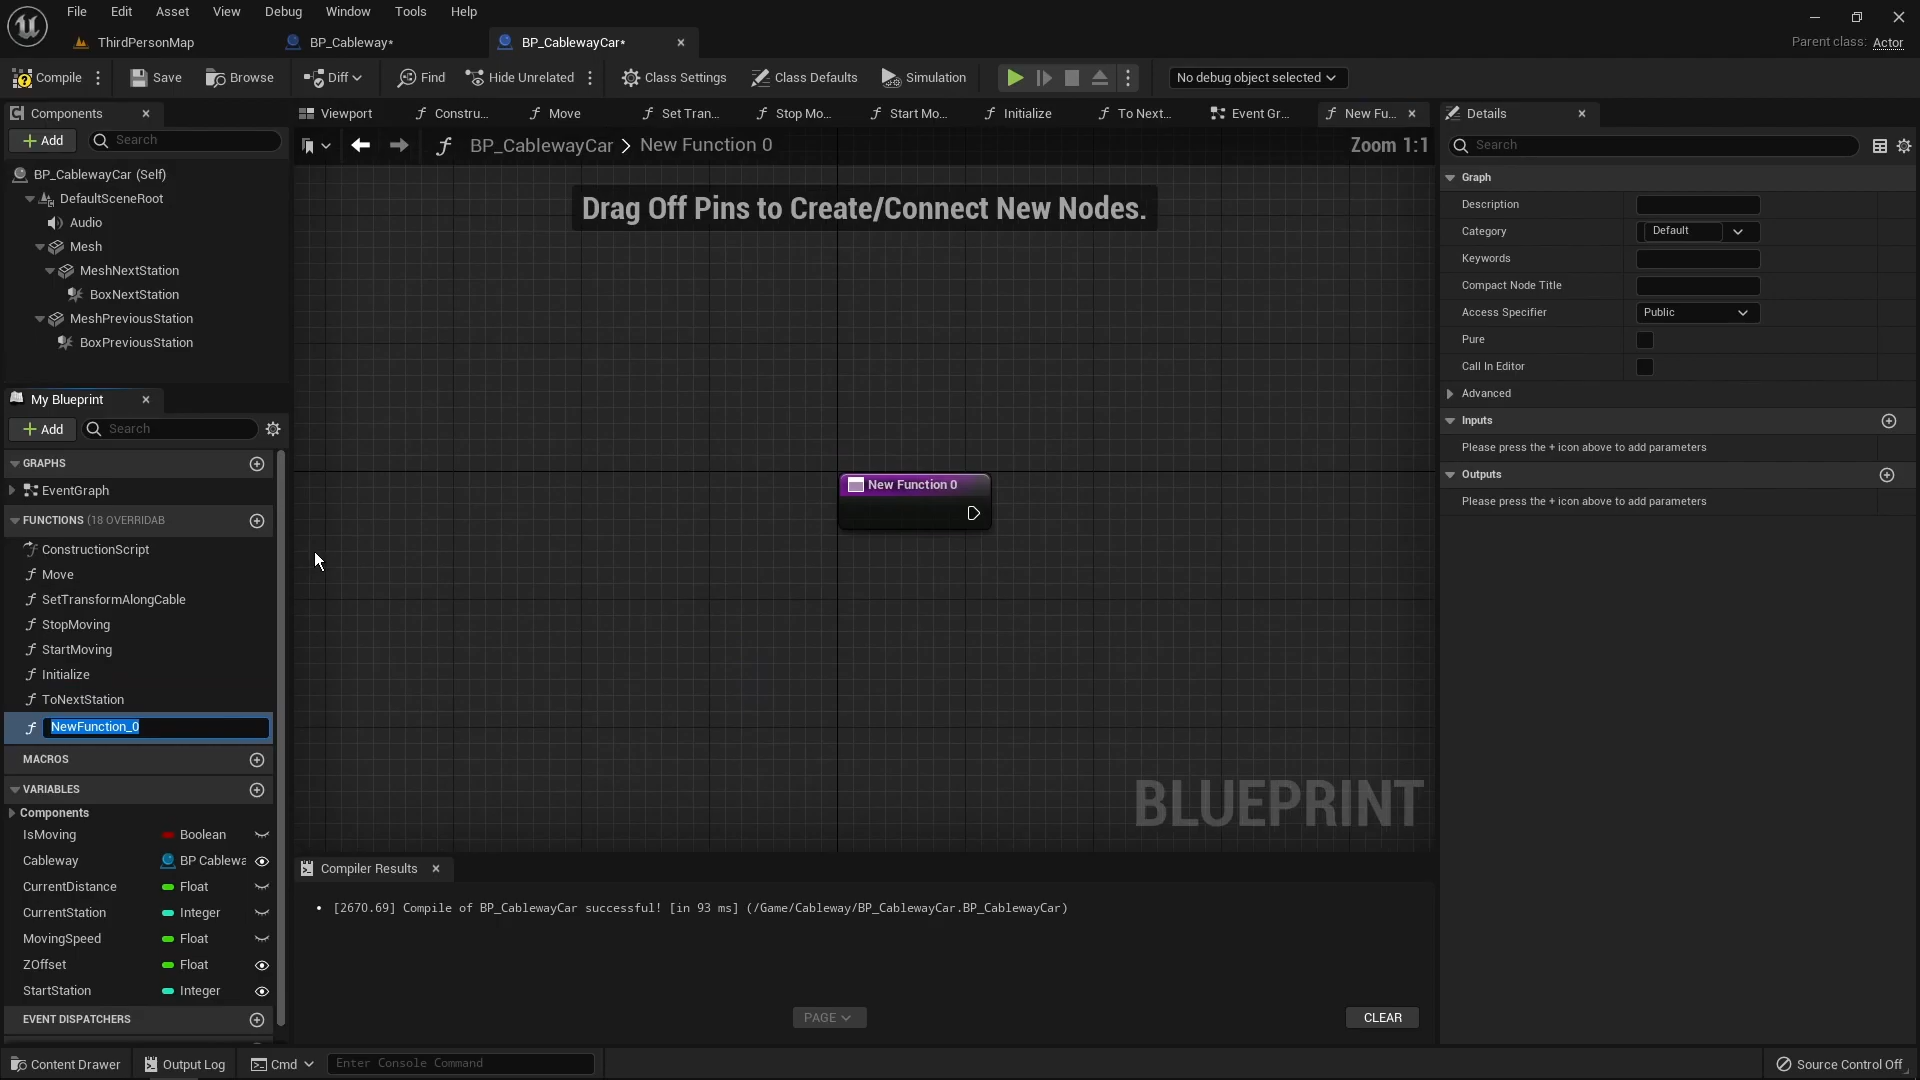 File Edit Asset View Debug Window Tools Help
ThirdPersonMap BP_Cableway* BP_CablewayCar*
Parent class: Actor
Compile Save Browse Diff Find Hide Unrelated Class Settings Class Defaults Simulation No debug object selected
Components
Viewport Constru... Move Set Tran... Stop Mo... Start Mo... Initialize To Next... Event Gr... New Fu...
Details
Add Search
BP_CablewayCar > New Function 0
Zoom 1:1
Search
BP_CablewayCar (Self)
DefaultSceneRoot
Audio
Mesh
MeshNextStation
BoxNextStation
MeshPreviousStation
BoxPreviousStation
Drag Off Pins to Create/Connect New Nodes.
New Function 0
BLUEPRINT
Graph
Description
Category Default
Keywords
Compact Node Title
Access Specifier Public
Pure
Call In Editor
Advanced
Inputs
Please press the + icon above to add parameters
Outputs
Please press the + icon above to add parameters
My Blueprint
Add Search
GRAPHS
EventGraph
FUNCTIONS (18 OVERRIDAB
ConstructionScript
Move
SetTransformAlongCable
StopMoving
StartMoving
Initialize
ToNextStation
NewFunction_0
MACROS
VARIABLES
Components
IsMoving Boolean
Cableway BP Cablewa
CurrentDistance Float
CurrentStation Integer
MovingSpeed Float
ZOffset Float
StartStation Integer
EVENT DISPATCHERS
Compiler Results
[2670.69] Compile of BP_CablewayCar successful! [in 93 ms] (/Game/Cableway/BP_CablewayCar.BP_CablewayCar)
PAGE CLEAR
Content Drawer Output Log Cmd Enter Console Command Source Control Off